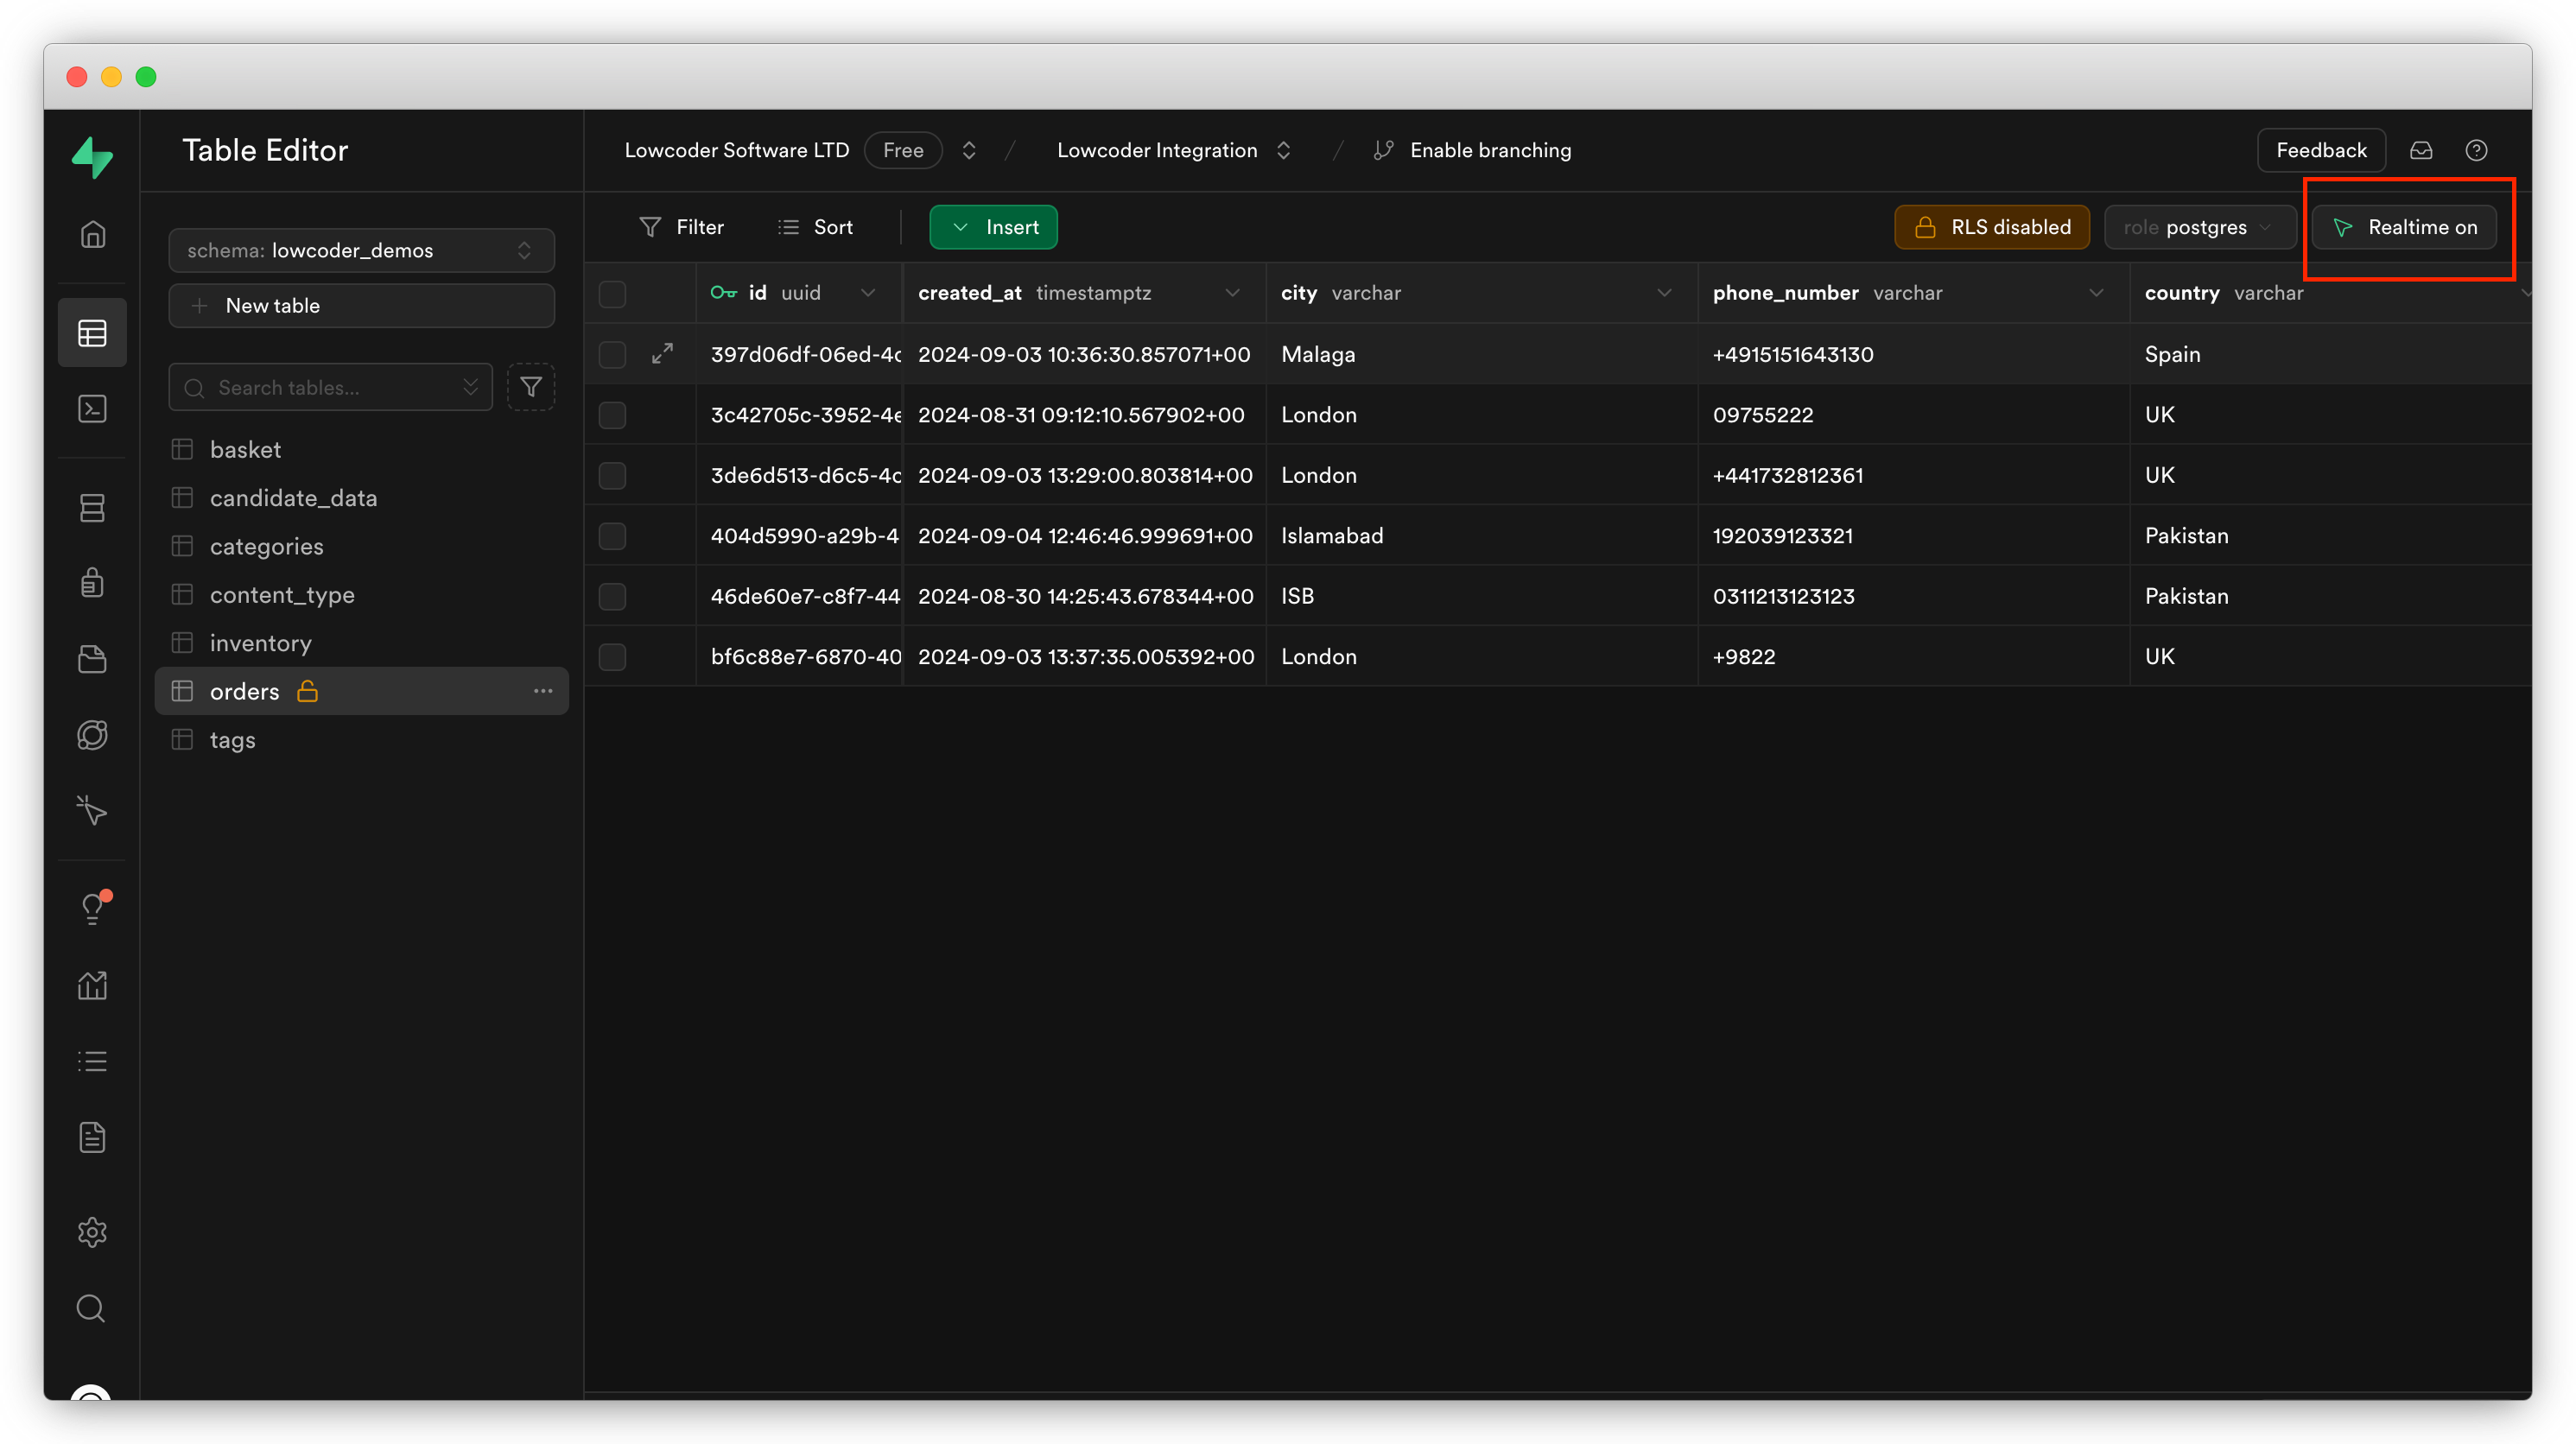 Table Editor
Lowcoder Software LTD Free / Lowcoder Integration / Enable branching Feedback
schema: lowcoder_demos
New table
Search tables...
basket
candidate_data
categories
content_type
inventory
orders
tags
Filter Sort Insert RLS disabled role postgres Realtime on
id uuid created_at timestamptz city varchar phone_number varchar country varchar
397d06df-06ed-4c 2024-09-03 10:36:30.857071+00 Malaga +4915151643130 Spain
3c42705c-3952-4e 2024-08-31 09:12:10.567902+00 London 09755222 UK
3de6d513-d6c5-4c 2024-09-03 13:29:00.803814+00 London +441732812361 UK
404d5990-a29b-4 2024-09-04 12:46:46.999691+00 Islamabad 192039123321 Pakistan
46de60e7-c8f7-44 2024-08-30 14:25:43.678344+00 ISB 0311213123123 Pakistan
bf6c88e7-6870-40 2024-09-03 13:37:35.005392+00 London +9822 UK